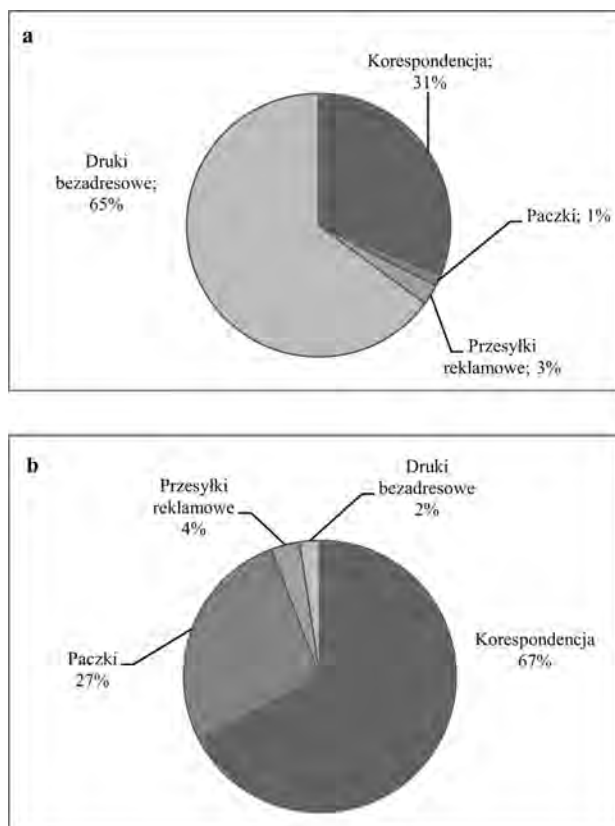 a
Korespondencja;
31%
Druki
bezadresowe;
65%
Paczki; 1%
Przesyłki
reklamowe; 3%
b
Druki
bezadresowe
2%
Przesyłki
reklamowe
4%
Korespondencja
67%
Paczki
27%